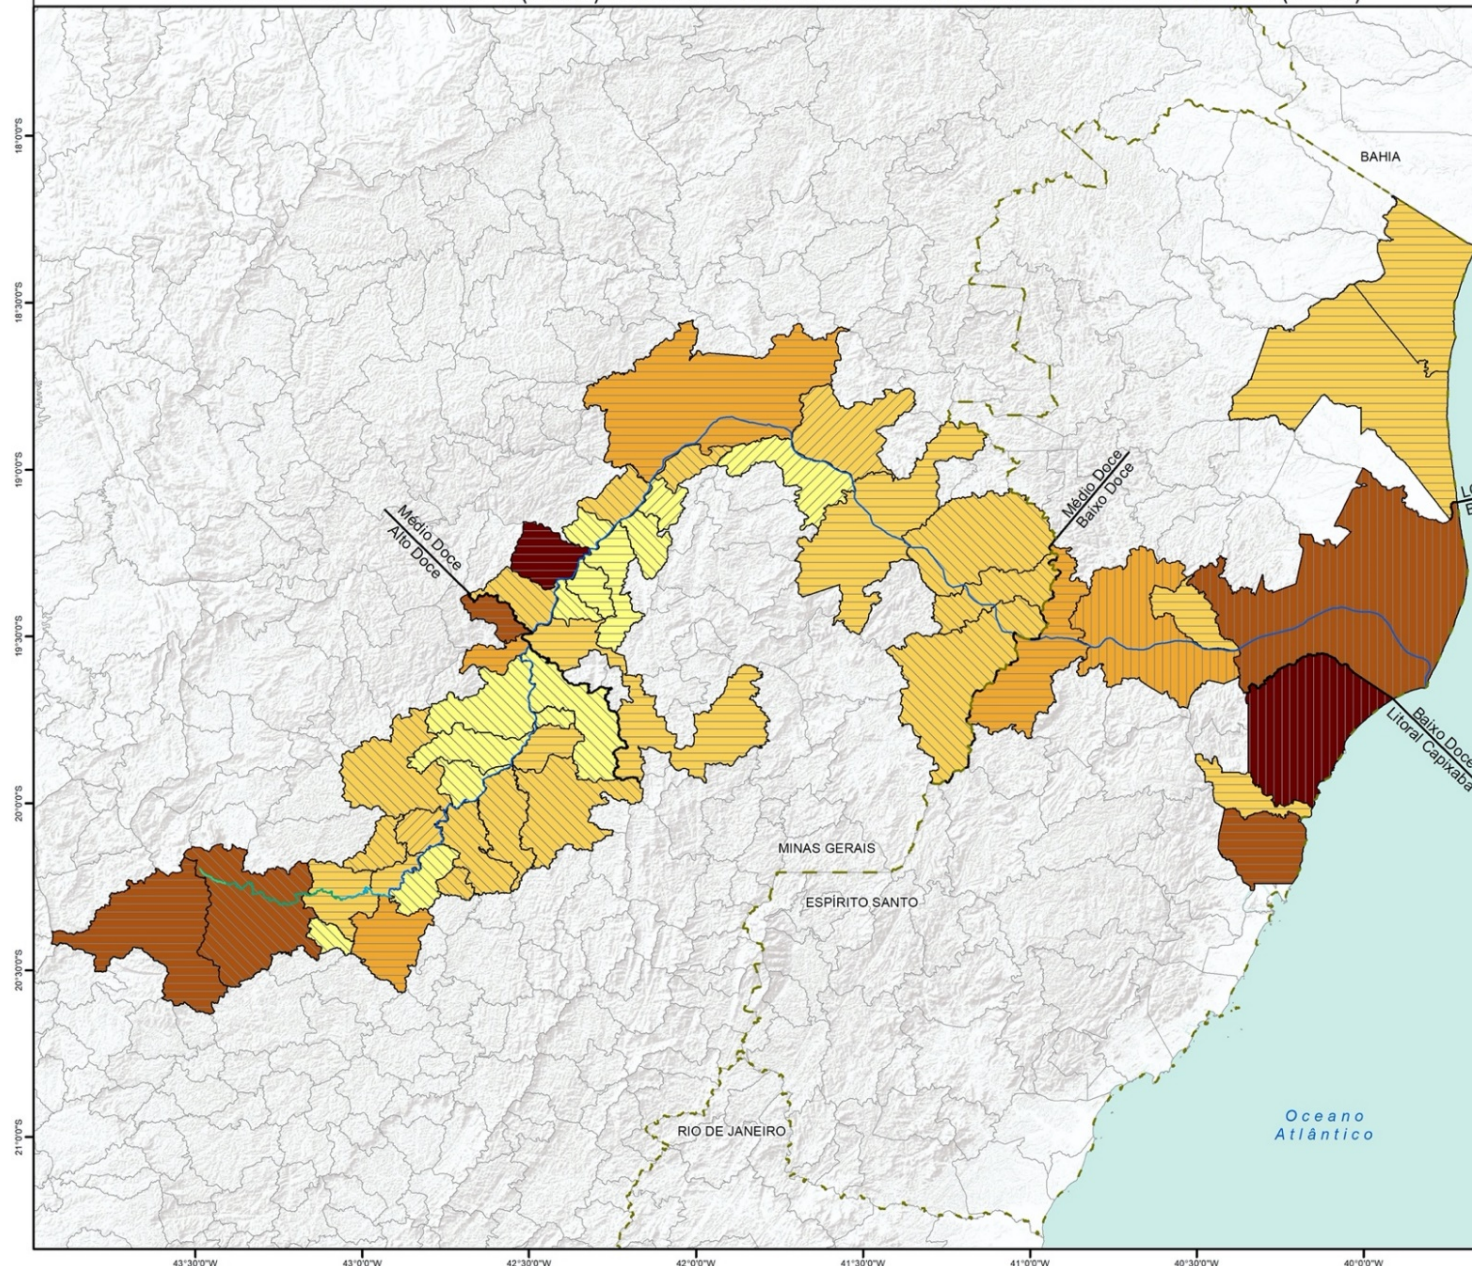 BAHIA
18°0'0"S
18°30'0"S
Médio Doce
Baixo Doce
19°0'0"S
Médio Doce
Alto Doce
19°30'0"S
Baixo Doce
Litoral Capixaba
20°0'0"S
MINAS GERAIS
ESPÍRITO SANTO
20°30'0"S
Oceano
Atlântico
RIO DE JANEIRO
21°0'0"S
43°30'0"W
43°0'0"W
42°30'0"W
42°0'0"W
41°30'0"W
41°0'0"W
40°30'0"W
40°0'0"W